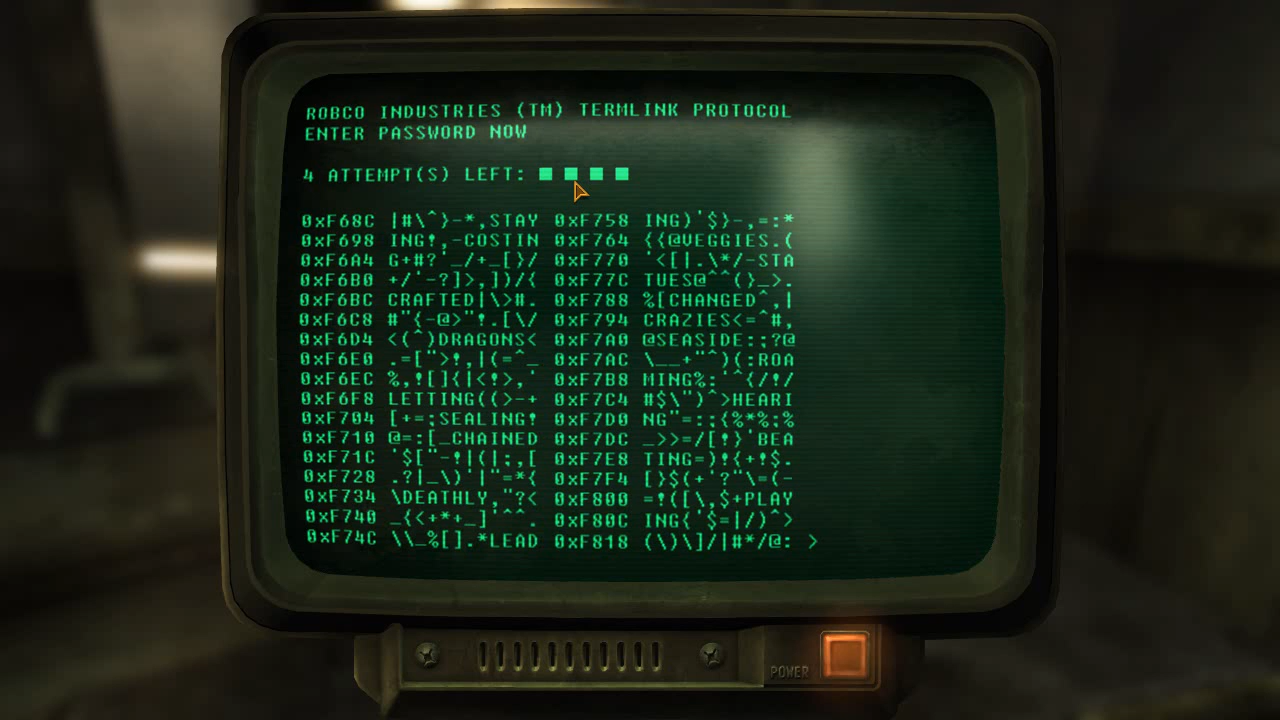 ROBCO INDUSTRIES (TM) TERMLINK PROTOCOL
ENTER PASSWORD NOW
4 ATTEMPT(S) LEFT: ■ ■ ■ ■
0xF68C |#\^}-*,STAY 0xF758 ING)'$}-,=:*
0xF698 ING!,-COSTIN 0xF764 {{@VEGGIES.(
0xF6A4 G+#?'_/+_[}/ 0xF770 '<[|.\*/-STA
0xF6B0 +/'-?]>,])/{ 0xF77C TUES@^^(}_>.
0xF6BC CRAFTED|\>#. 0xF788 %[CHANGED^,|
0xF6C8 #"{-@>"!.[\/ 0xF794 CRAZIES<=^#,
0xF6D4 <(^)DRAGONS< 0xF7A0 @SEASIDE:;?@
0xF6E0 .=[">!,|(=^_ 0xF7AC \__+"^)(:ROA
0xF6EC %,![]{|<!>,' 0xF7B8 MING%:'^{/!/
0xF6F8 LETTING((>-+ 0xF7C4 #$\")^>HEARI
0xF704 [+=;SEALING! 0xF7D0 NG"=:;{%*%;%
0xF710 @=:[_CHAINED 0xF7DC _>>=/[!}'BEA
0xF71C '$["-!|(|:,[ 0xF7E8 TING=)!{+!$.
0xF728 .?|_\)'|"=*{ 0xF7F4 [}$(+'?"\=(-
0xF734 \DEATHLY,"?< 0xF800 =!([\,$+PLAY
0xF740 _{<+*+_]'^^. 0xF80C ING{'$=|/)^>
0xF74C \\_%[].*LEAD 0xF818 (\)\]/|#*/@: >
POWER